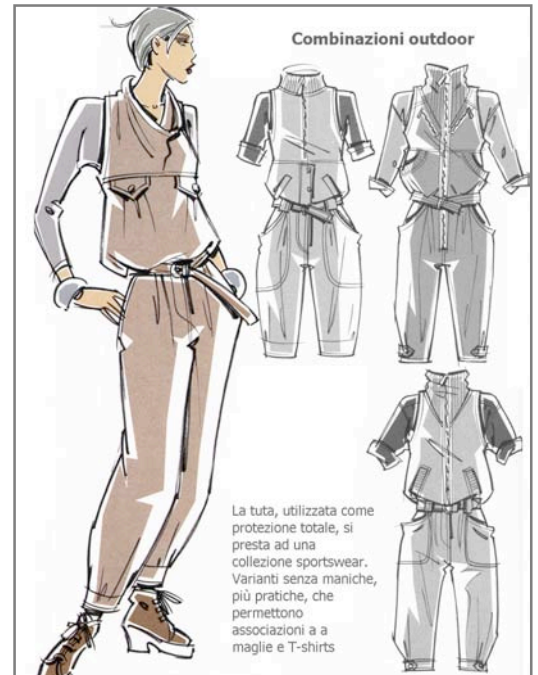 Combinazioni outdoor
La tuta, utilizzata come
protezione totale, si
presta ad una
collezione sportswear.
Varianti senza maniche,
più pratiche, che
permettono
associazioni a a
maglie e T-shirts